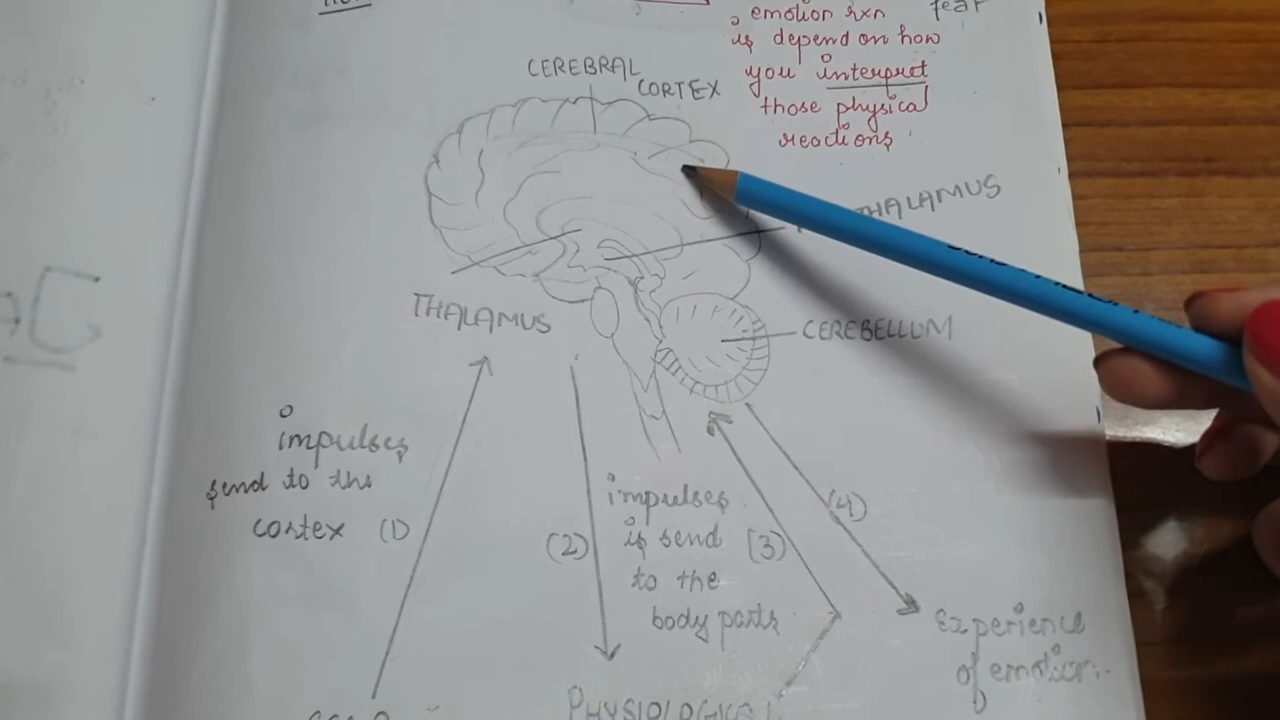 emotion rxn fear
is depend on how
you interpret
those physical
reactions
CEREBRAL
CORTEX
THALAMUS
THALAMUS
CEREBELLUM
impulses
send to the
cortex (1)
(2)
impulses
is send
to the
body parts
(3)
(4)
Experience
of emotion